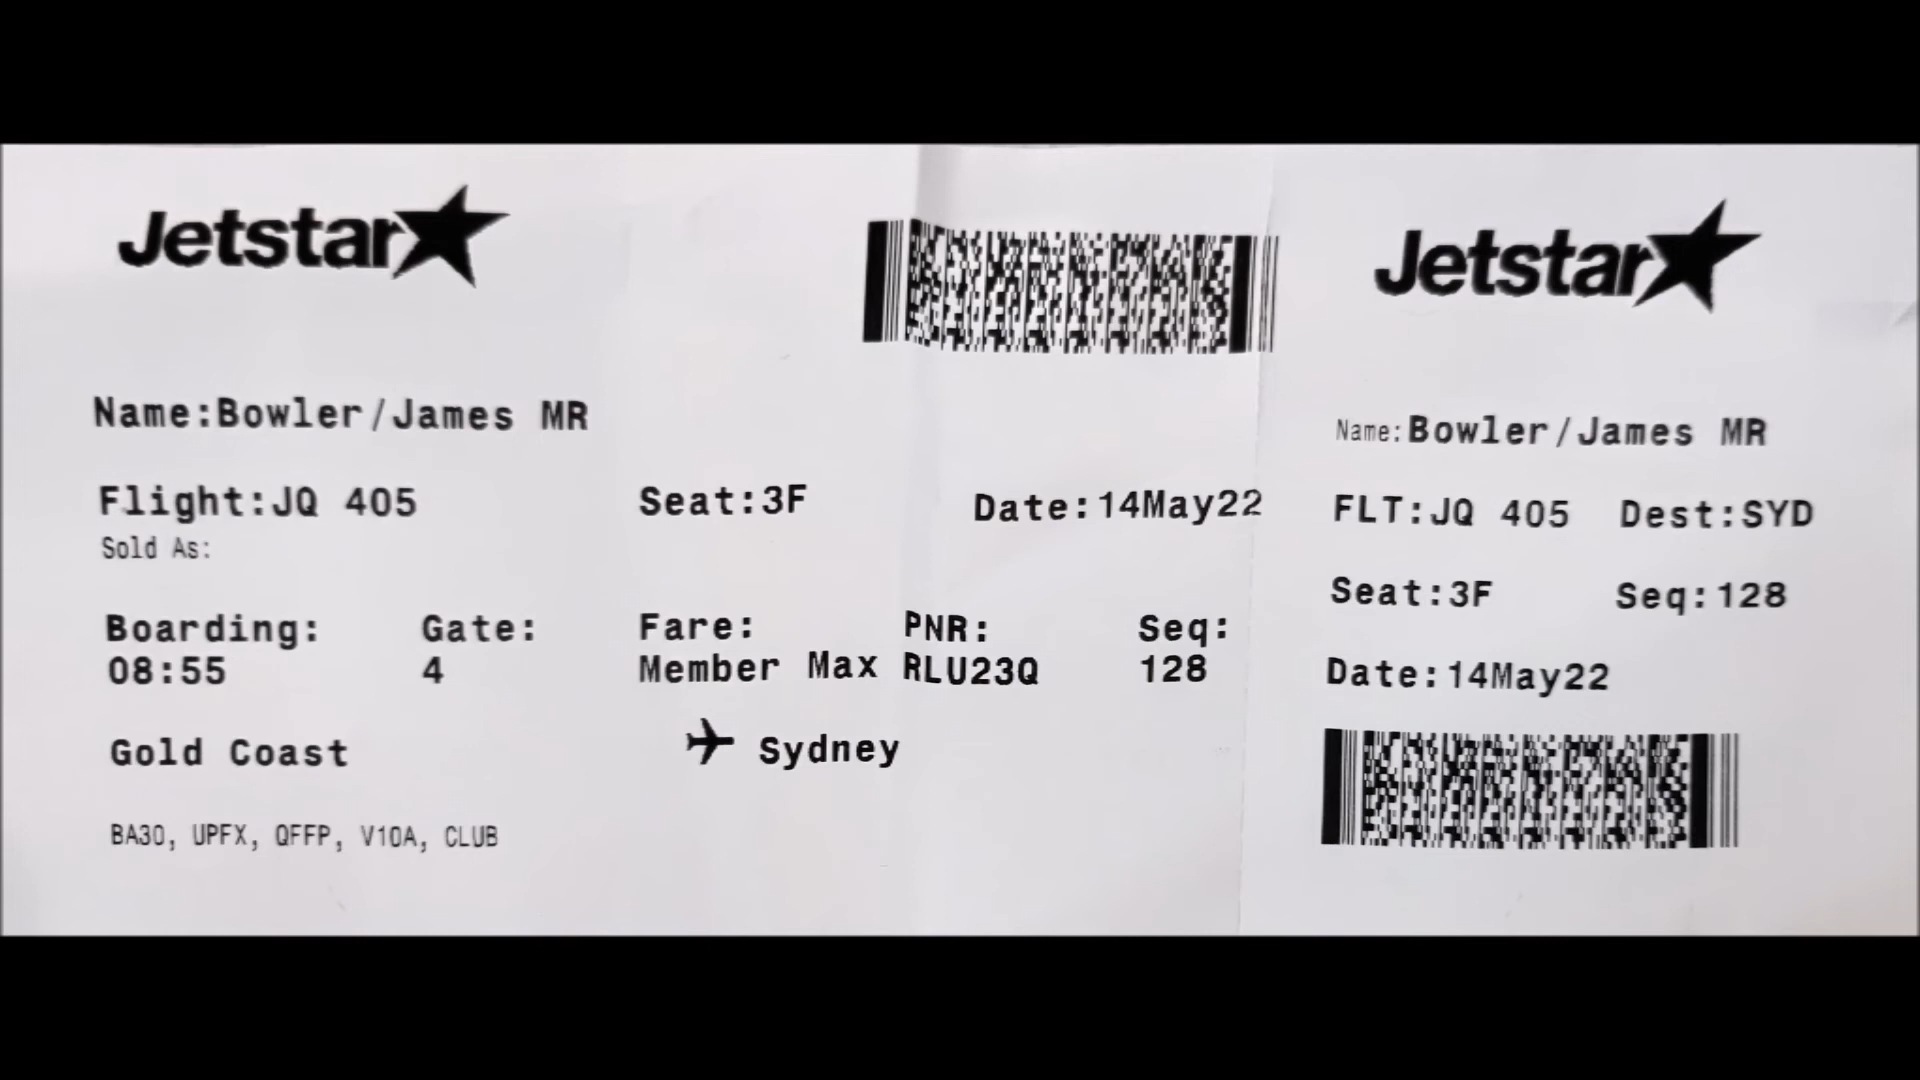 Jetstar
Name:Bowler/James MR
Flight:JQ 405 Seat:3F Date:14May22
Sold As:
Boarding: Gate: Fare: PNR: Seq:
08:55 4 Member Max RLU23Q 128
Gold Coast Sydney
BA30, UPFX, QFFP, V10A, CLUB
Jetstar
Name:Bowler/James MR
FLT:JQ 405 Dest:SYD
Seat:3F Seq:128
Date:14May22